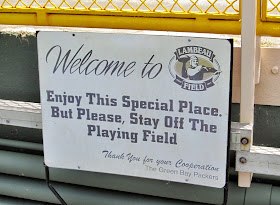 Welcome to
LAMBEAU
FIELD
Enjoy This Special Place.
But Please, Stay Off The
Playing Field
Thank You for your Cooperation
The Green Bay Packers